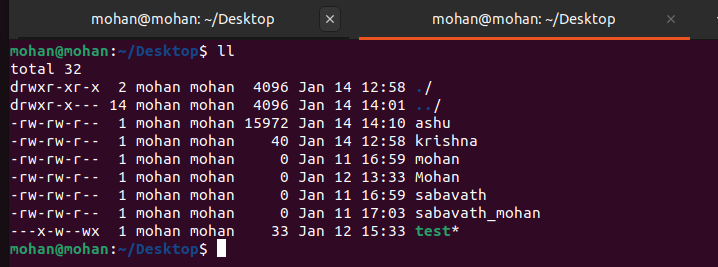 mohan@mohan: ~/Desktop × mohan@mohan: ~/Desktop ×
mohan@mohan:~/Desktop$ ll
total 32
drwxr-xr-x  2 mohan mohan  4096 Jan 14 12:58 ./
drwxr-x--- 14 mohan mohan  4096 Jan 14 14:01 ../
-rw-rw-r--  1 mohan mohan 15972 Jan 14 14:10 ashu
-rw-rw-r--  1 mohan mohan    40 Jan 14 12:58 krishna
-rw-rw-r--  1 mohan mohan     0 Jan 11 16:59 mohan
-rw-rw-r--  1 mohan mohan     0 Jan 12 13:33 Mohan
-rw-rw-r--  1 mohan mohan     0 Jan 11 16:59 sabavath
-rw-rw-r--  1 mohan mohan     0 Jan 11 17:03 sabavath_mohan
---x-w--wx  1 mohan mohan    33 Jan 12 15:33 test*
mohan@mohan:~/Desktop$